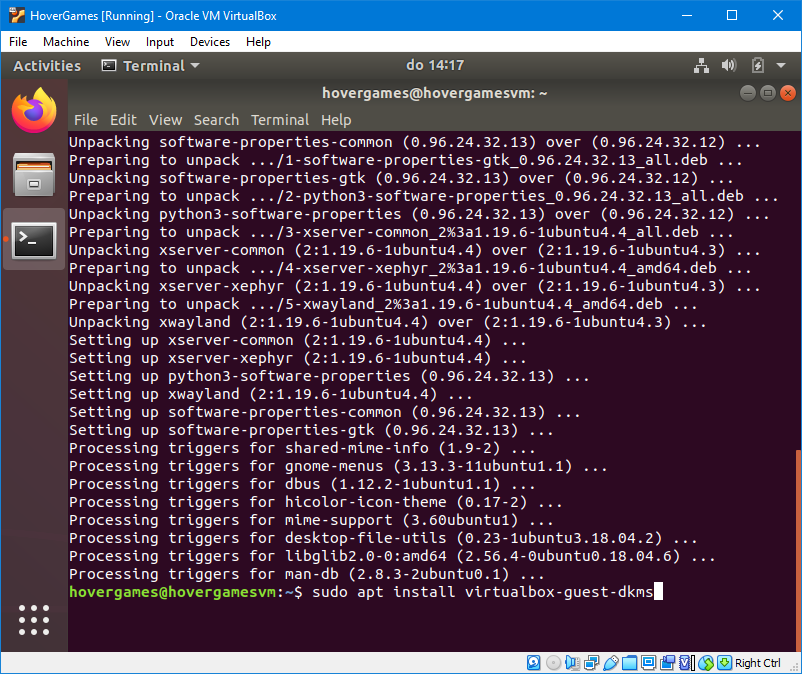 HoverGames [Running] - Oracle VM VirtualBox
File Machine View Input Devices Help
Activities Terminal do 14:17
hovergames@hovergamesvm: ~
File Edit View Search Terminal Help
Unpacking software-properties-common (0.96.24.32.13) over (0.96.24.32.12) ...
Preparing to unpack .../1-software-properties-gtk_0.96.24.32.13_all.deb ...
Unpacking software-properties-gtk (0.96.24.32.13) over (0.96.24.32.12) ...
Preparing to unpack .../2-python3-software-properties_0.96.24.32.13_all.deb ...
Unpacking python3-software-properties (0.96.24.32.13) over (0.96.24.32.12) ...
Preparing to unpack .../3-xserver-common_2%3a1.19.6-1ubuntu4.4_all.deb ...
Unpacking xserver-common (2:1.19.6-1ubuntu4.4) over (2:1.19.6-1ubuntu4.3) ...
Preparing to unpack .../4-xserver-xephyr_2%3a1.19.6-1ubuntu4.4_amd64.deb ...
Unpacking xserver-xephyr (2:1.19.6-1ubuntu4.4) over (2:1.19.6-1ubuntu4.3) ...
Preparing to unpack .../5-xwayland_2%3a1.19.6-1ubuntu4.4_amd64.deb ...
Unpacking xwayland (2:1.19.6-1ubuntu4.4) over (2:1.19.6-1ubuntu4.3) ...
Setting up xserver-common (2:1.19.6-1ubuntu4.4) ...
Setting up xserver-xephyr (2:1.19.6-1ubuntu4.4) ...
Setting up python3-software-properties (0.96.24.32.13) ...
Setting up xwayland (2:1.19.6-1ubuntu4.4) ...
Setting up software-properties-common (0.96.24.32.13) ...
Setting up software-properties-gtk (0.96.24.32.13) ...
Processing triggers for shared-mime-info (1.9-2) ...
Processing triggers for gnome-menus (3.13.3-11ubuntu1.1) ...
Processing triggers for dbus (1.12.2-1ubuntu1.1) ...
Processing triggers for hicolor-icon-theme (0.17-2) ...
Processing triggers for mime-support (3.60ubuntu1) ...
Processing triggers for desktop-file-utils (0.23-1ubuntu3.18.04.2) ...
Processing triggers for libglib2.0-0:amd64 (2.56.4-0ubuntu0.18.04.6) ...
Processing triggers for man-db (2.8.3-2ubuntu0.1) ...
hovergames@hovergamesvm:~$ sudo apt install virtualbox-guest-dkms
Right Ctrl